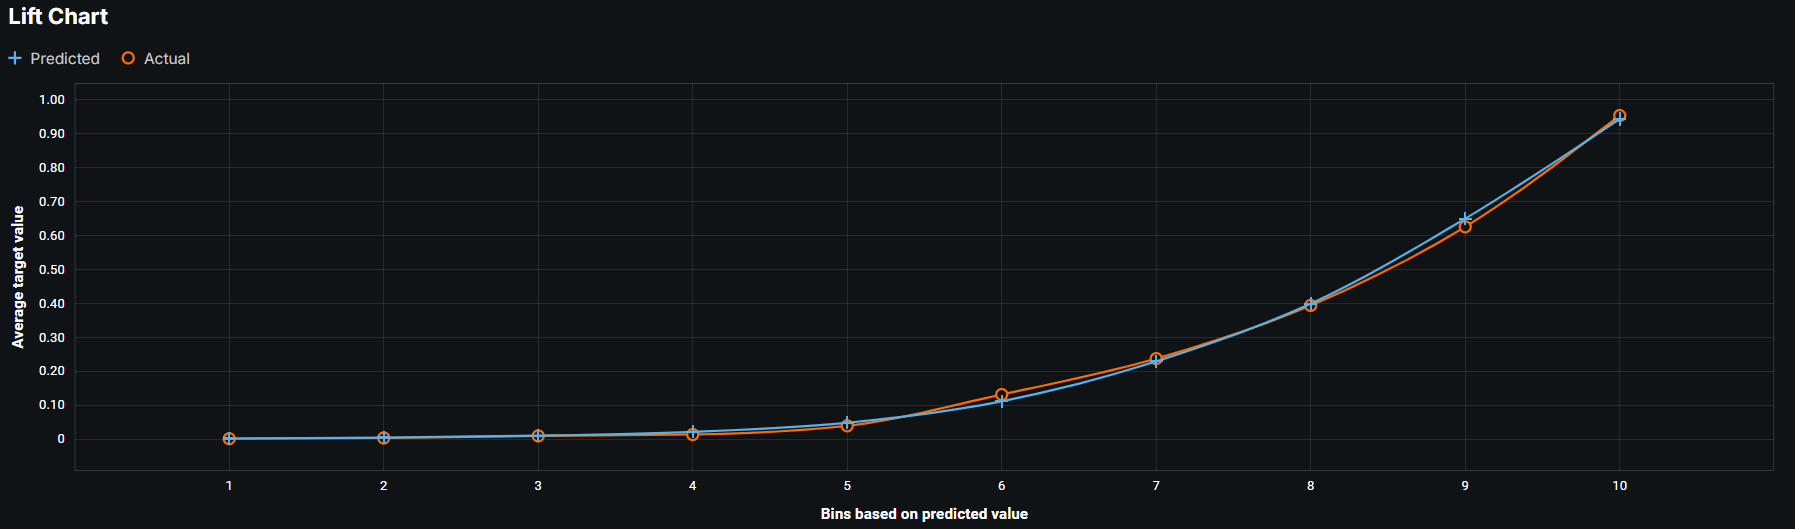 Lift Chart
Predicted Actual
1.00
0.90
0.80
0.70
0.60
0.50
0.40
0.30
0.20
0.10
0
Average target value
1 2 3 4 5 6 7 8 9 10
Bins based on predicted value